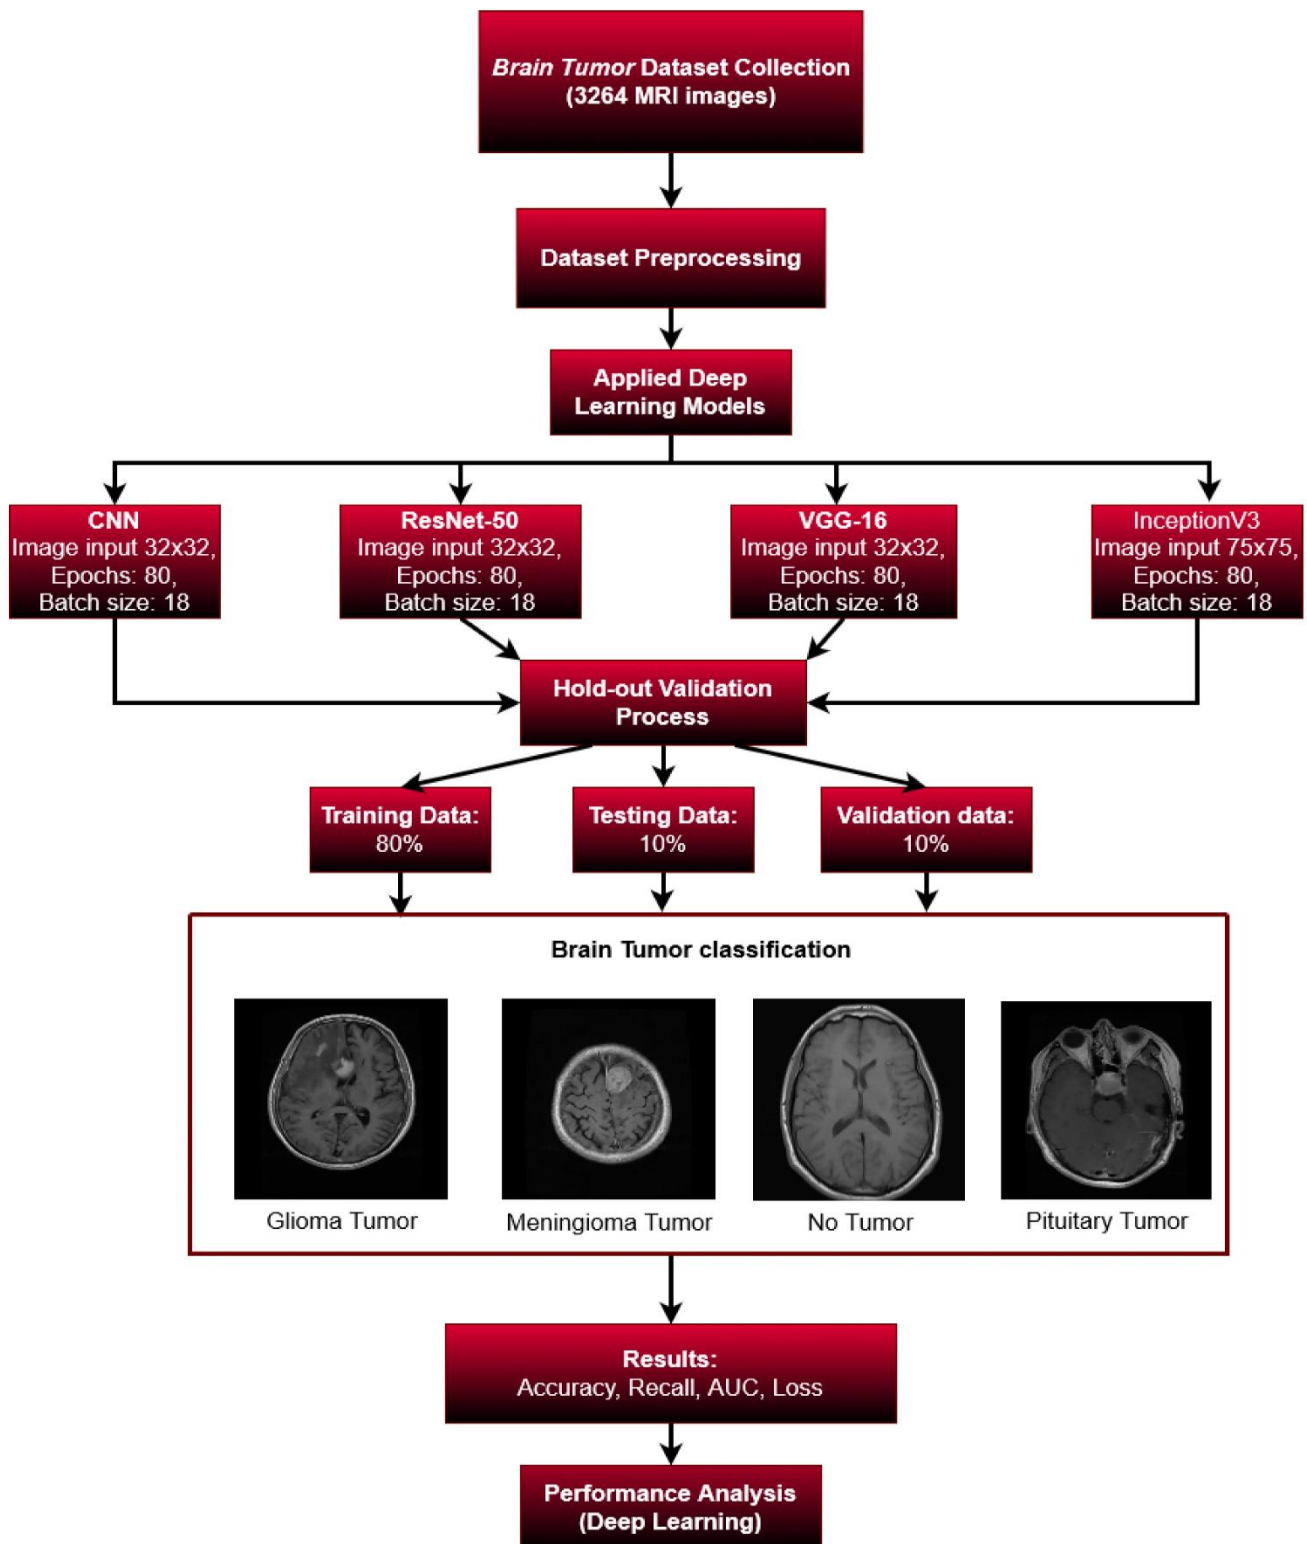 Brain Tumor Dataset Collection
(3264 MRI images)
Dataset Preprocessing
Applied Deep
Learning Models
CNN
Image input 32x32,
Epochs: 80,
Batch size: 18
ResNet-50
Image input 32x32,
Epochs: 80,
Batch size: 18
VGG-16
Image input 32x32,
Epochs: 80,
Batch size: 18
InceptionV3
Image input 75x75,
Epochs: 80,
Batch size: 18
Hold-out Validation
Process
Training Data:
80%
Testing Data:
10%
Validation data:
10%
Brain Tumor classification
Glioma Tumor
Meningioma Tumor
No Tumor
Pituitary Tumor
Results:
Accuracy, Recall, AUC, Loss
Performance Analysis
(Deep Learning)